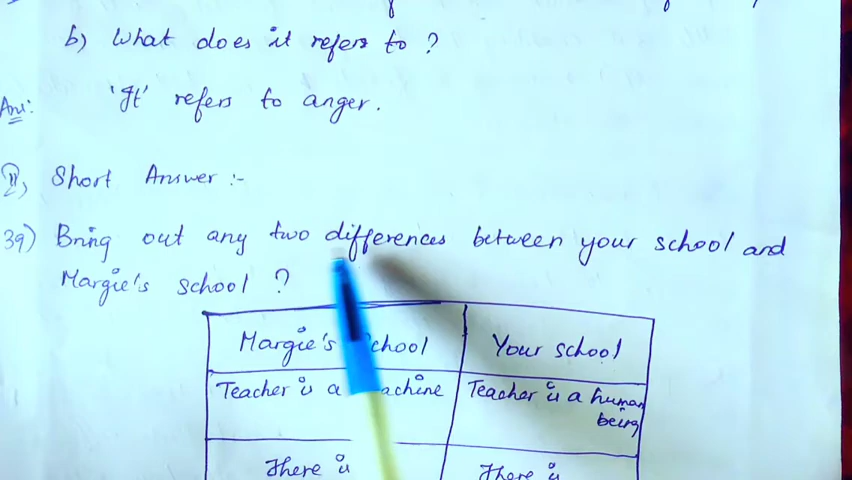 b) What does it refers to ?
Ans: 'It' refers to anger.
II, Short Answer :-
39) Bring out any two differences between your school and
Margie's school ?
Margie's School
Your school
Teacher is a machine
Teacher is a human
being
There is
There is